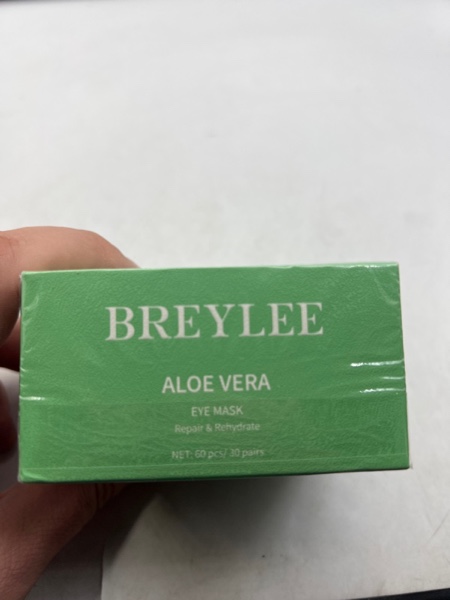 BREYLEE
ALOE VERA
EYE MASK
Repair & Rehydrate
NET: 60 pcs/ 30 pairs